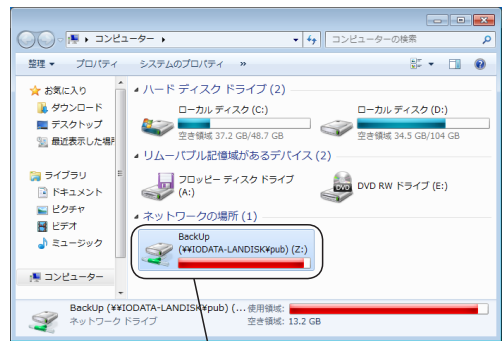 コンピューター
コンピューターの検索
整理 プロパティ システムのプロパティ »
お気に入り
ダウンロード
デスクトップ
最近表示した場所
ライブラリ
ドキュメント
ピクチャ
ビデオ
ミュージック
コンピューター
ハード ディスク ドライブ (2)
ローカル ディスク (C:)
空き領域 37.2 GB/48.7 GB
ローカル ディスク (D:)
空き領域 34.5 GB/104 GB
リムーバブル記憶域があるデバイス (2)
フロッピー ディスク ドライブ
(A:)
DVD RW ドライブ (E:)
ネットワークの場所 (1)
BackUp
(¥¥IODATA-LANDISK¥pub) (Z:)
BackUp (¥¥IODATA-LANDISK¥pub) (... 使用領域:
ネットワーク ドライブ 空き領域: 13.2 GB